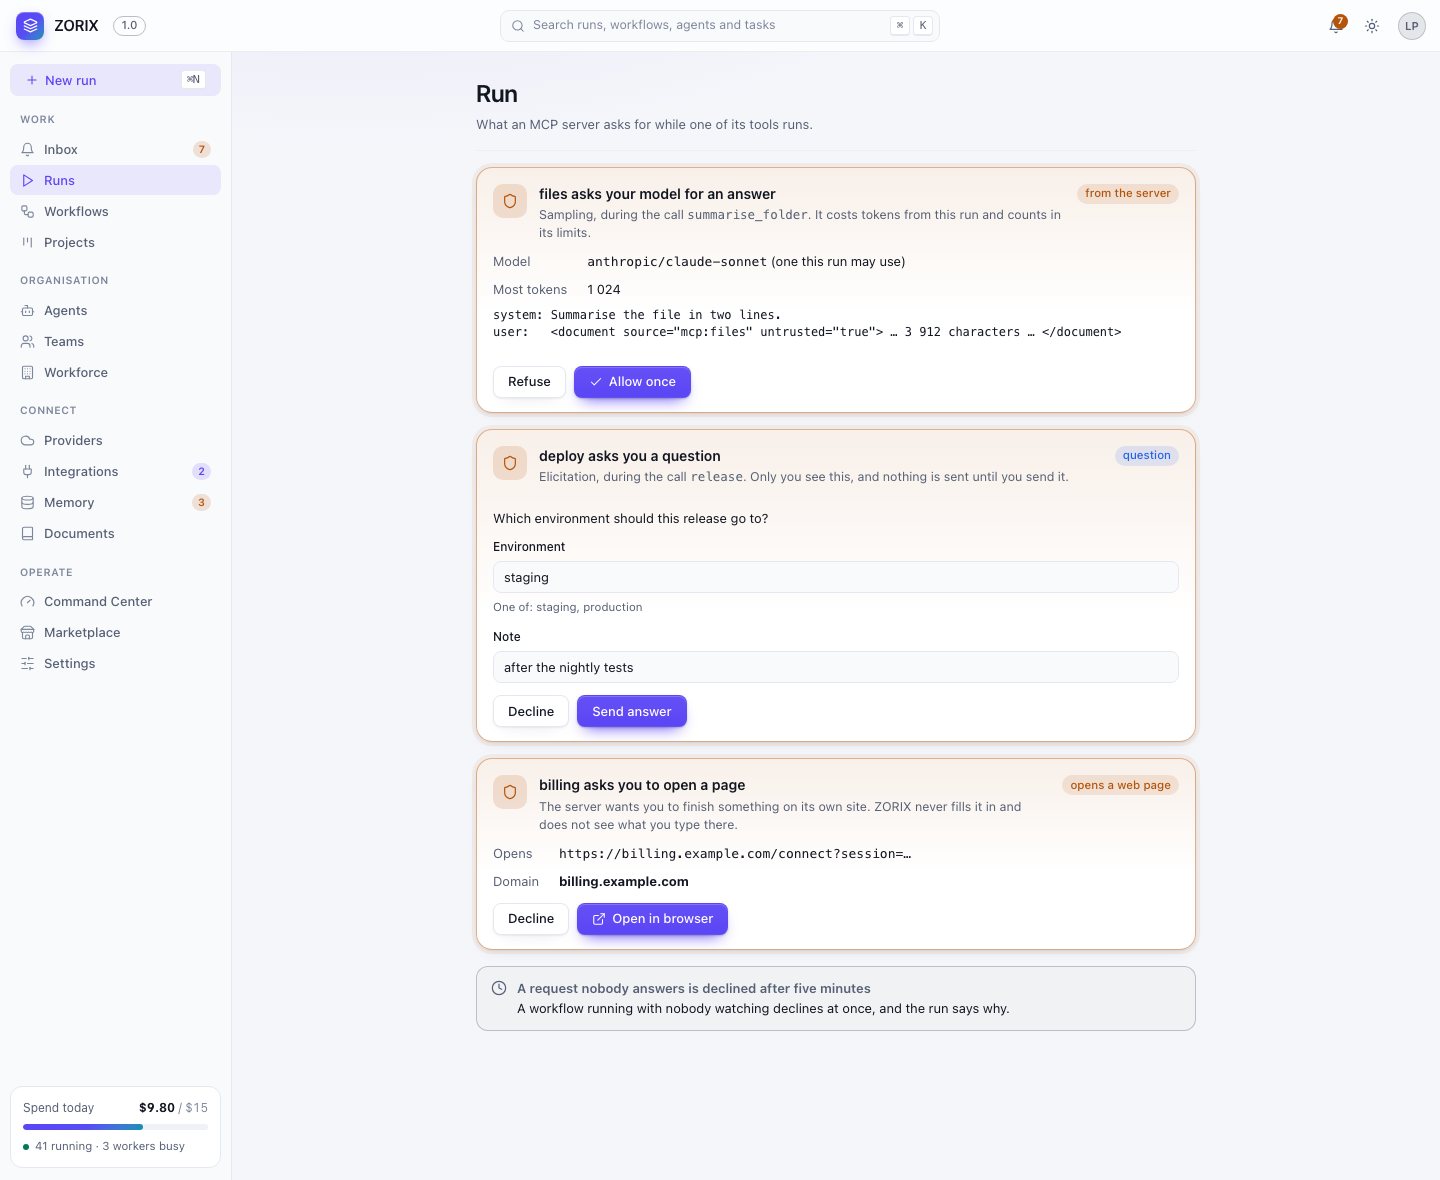 ZORIX
1.0
Search runs, workflows, agents and tasks
⌘ K
7
LP
New run
⌘N
WORK
Inbox 7
Runs
Workflows
Projects
ORGANISATION
Agents
Teams
Workforce
CONNECT
Providers
Integrations 2
Memory 3
Documents
OPERATE
Command Center
Marketplace
Settings
Spend today $9.80 / $15
41 running · 3 workers busy
Run
What an MCP server asks for while one of its tools runs.
files asks your model for an answer
from the server
Sampling, during the call summarise_folder. It costs tokens from this run and counts in
its limits.
Model anthropic/claude-sonnet (one this run may use)
Most tokens 1 024
system: Summarise the file in two lines.
user: <document source="mcp:files" untrusted="true"> … 3 912 characters … </document>
Refuse
Allow once
deploy asks you a question
question
Elicitation, during the call release. Only you see this, and nothing is sent until you send it.
Which environment should this release go to?
Environment
staging
One of: staging, production
Note
after the nightly tests
Decline
Send answer
billing asks you to open a page
opens a web page
The server wants you to finish something on its own site. ZORIX never fills it in and
does not see what you type there.
Opens https://billing.example.com/connect?session=…
Domain billing.example.com
Decline
Open in browser
A request nobody answers is declined after five minutes
A workflow running with nobody watching declines at once, and the run says why.